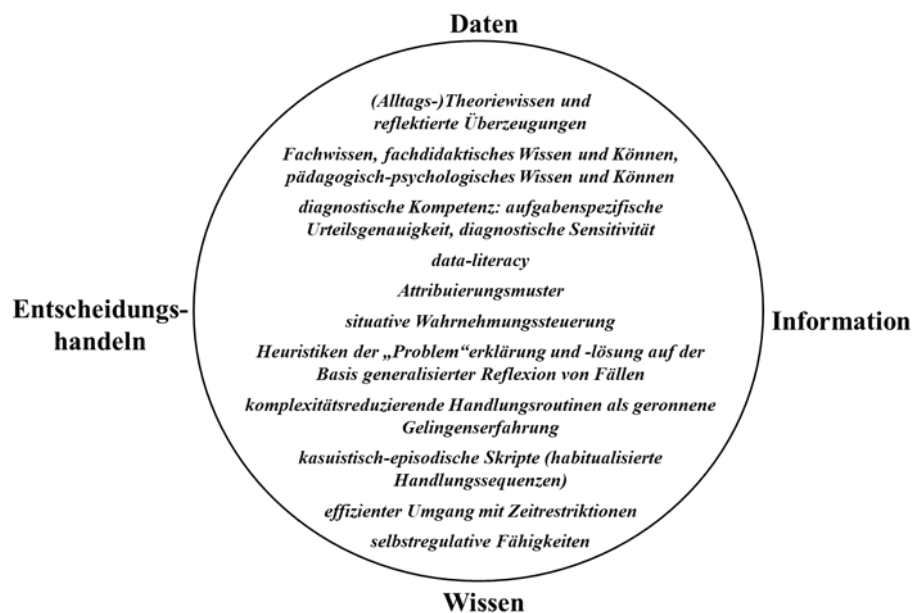 Daten
(Alltags-)Theoriewissen und
reflektierte Überzeugungen
Fachwissen, fachdidaktisches Wissen und Können,
pädagogisch-psychologisches Wissen und Können
diagnostische Kompetenz: aufgabenspezifische
Urteilsgenauigkeit, diagnostische Sensitivität
data-literacy
Attribuierungsmuster
Entscheidungs-
handeln
situative Wahrnehmungssteuerung
Information
Heuristiken der „Problem“erklärung und -lösung auf der
Basis generalisierter Reflexion von Fällen
komplexitätsreduzierende Handlungsroutinen als geronnene
Gelingenserfahrung
kasuistisch-episodische Skripte (habitualisierte
Handlungssequenzen)
effizienter Umgang mit Zeitrestriktionen
selbstregulative Fähigkeiten
Wissen